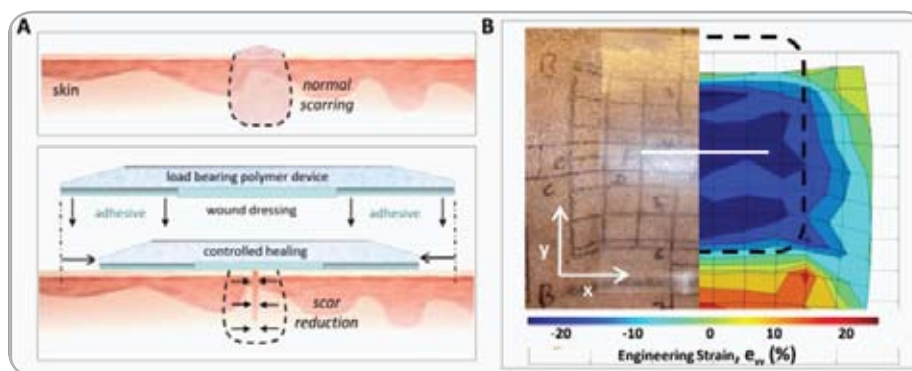 A
skin
normal
scarring
load bearing polymer device
adhesive
wound dressing
adhesive
controlled healing
scar
reduction
B
y
x
-20 -10 0 10 20
Engineering Strain, (%)